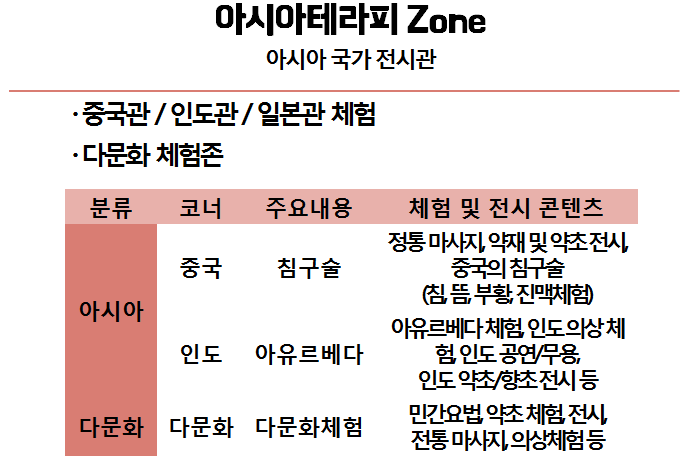 아시아테라피 Zone
아시아 국가 전시관
· 중국관 / 인도관 / 일본관 체험
· 다문화 체험존
분류 코너 주요내용 체험 및 전시 콘텐츠
아시아
중국 침구술
정통 마사지, 약재 및 약초 전시,
중국의 침구술
(침, 뜸, 부황, 진맥체험)
인도 아유르베다
아유르베다 체험, 인도 의상 체
험, 인도 공연/무용,
인도 약초/향초 전시 등
다문화 다문화 다문화체험
민간요법, 약초 체험, 전시,
전통 마사지, 의상체험 등